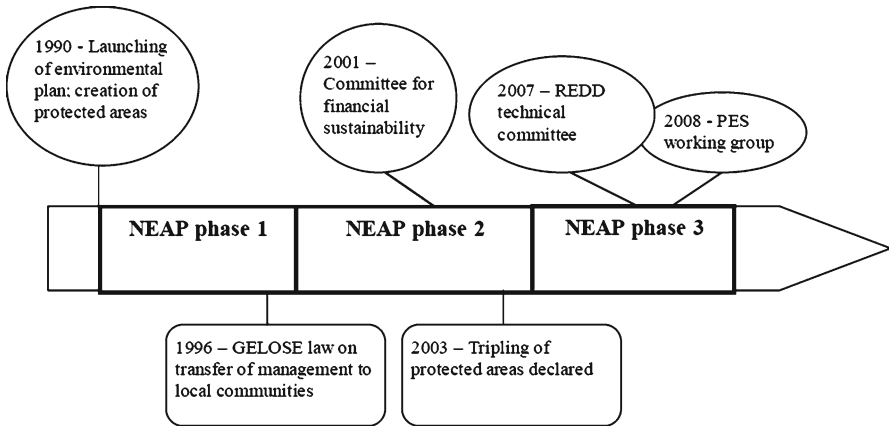 1990 - Launching
of environmental
plan; creation of
protected areas
2001 –
Committee for
financial
sustainability
2007 – REDD
technical
committee
2008 - PES
working group
NEAP phase 1
NEAP phase 2
NEAP phase 3
1996 – GELOSE law on
transfer of management to
local communities
2003 – Tripling of
protected areas declared